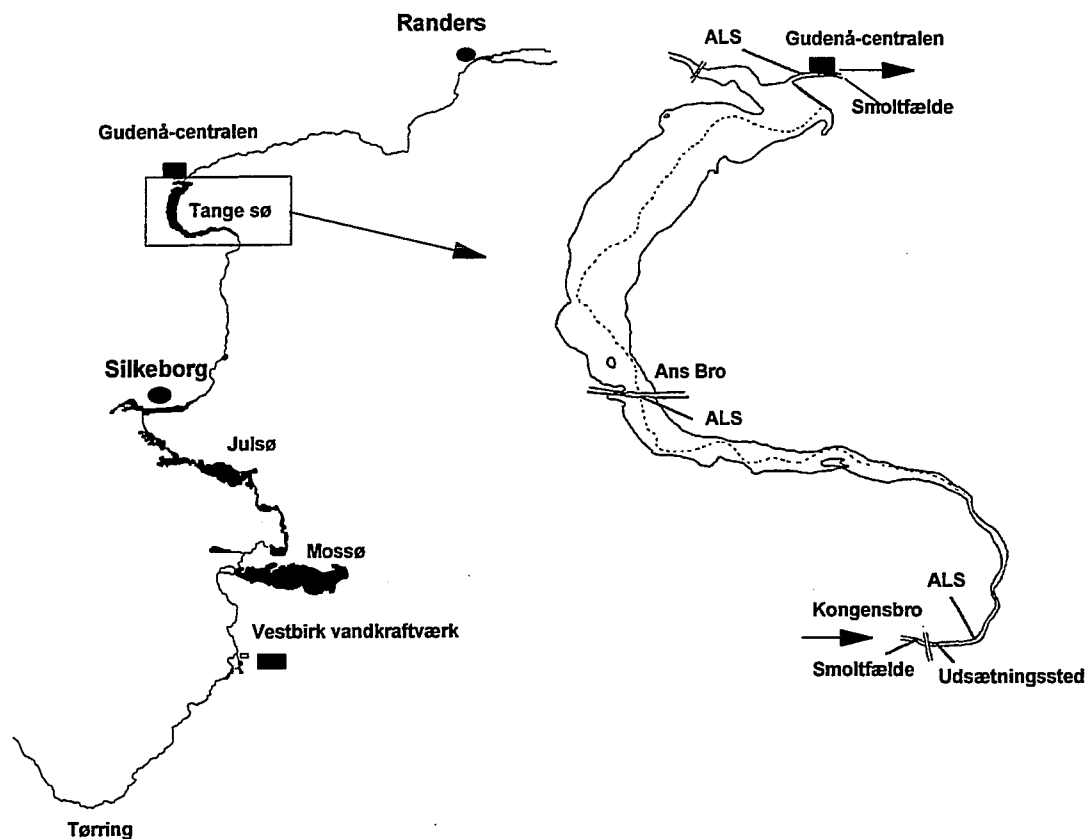 Randers
Gudenå-centralen
Tange sø
Silkeborg
Julsø
Mossø
Vestbirk vandkraftværk
Tørring
ALS
Gudenå-centralen
Smoltfælde
Ans Bro
ALS
ALS
Kongensbro
Smoltfælde
Udsætningssted